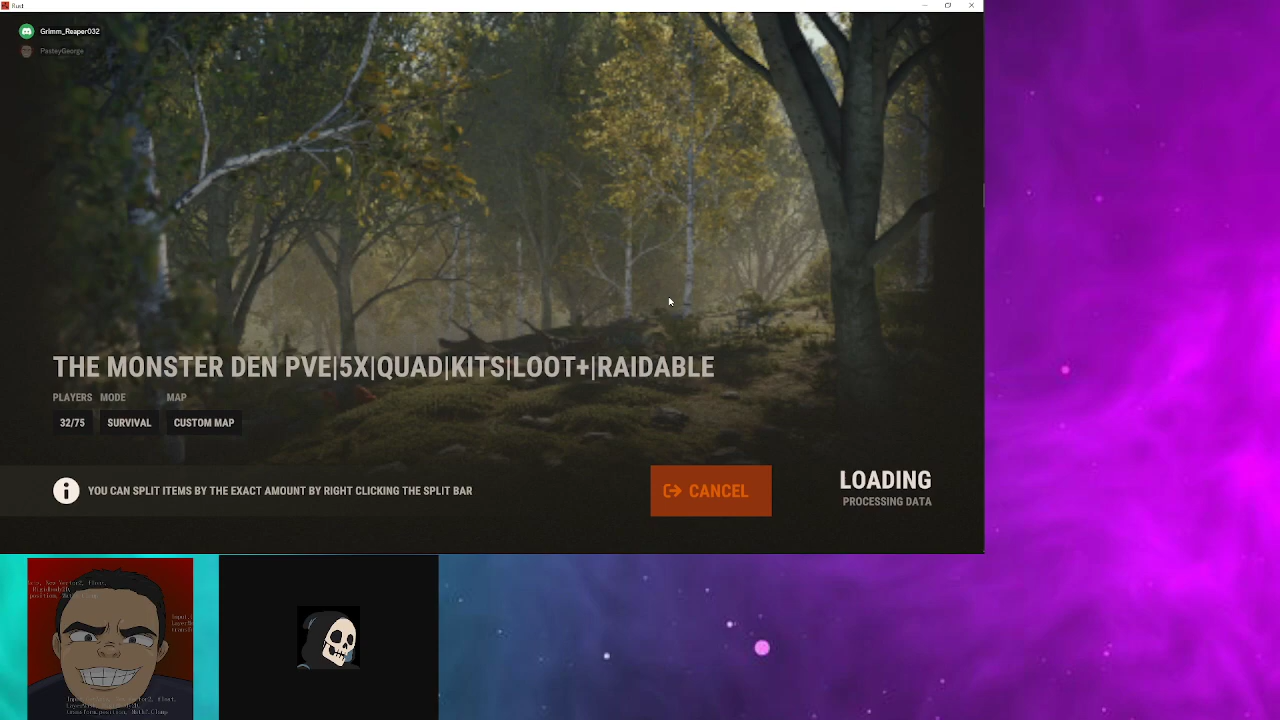 Rust
Grimm_Reaper032
PasteyGeorge
THE MONSTER DEN PVE|5X|QUAD|KITS|LOOT+|RAIDABLE
PLAYERS MODE MAP
32/75 SURVIVAL CUSTOM MAP
YOU CAN SPLIT ITEMS BY THE EXACT AMOUNT BY RIGHT CLICKING THE SPLIT BAR
CANCEL
LOADING
PROCESSING DATA